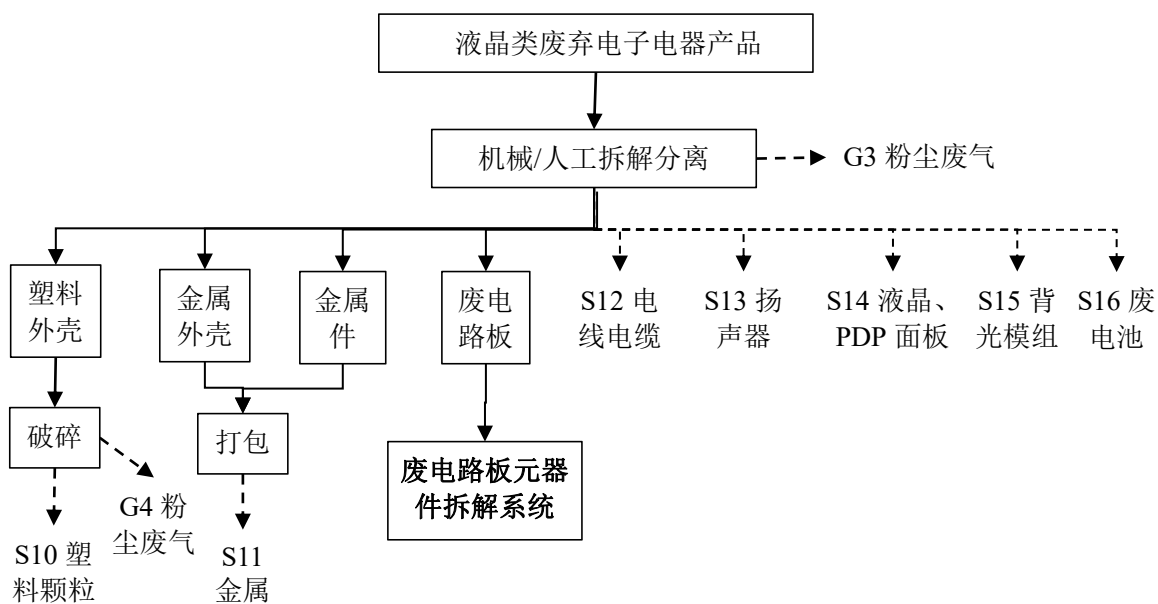 液晶类废弃电子电器产品
机械/人工拆解分离
G3 粉尘废气
塑料
外壳
金属
外壳
金属
件
废电
路板
S12 电
线电缆
S13 扬
声器
S14 液晶、
PDP 面板
S15 背
光模组
S16 废
电池
破碎
打包
废电路板元器
件拆解系统
G4 粉
尘废气
S10 塑
料颗粒
S11
金属